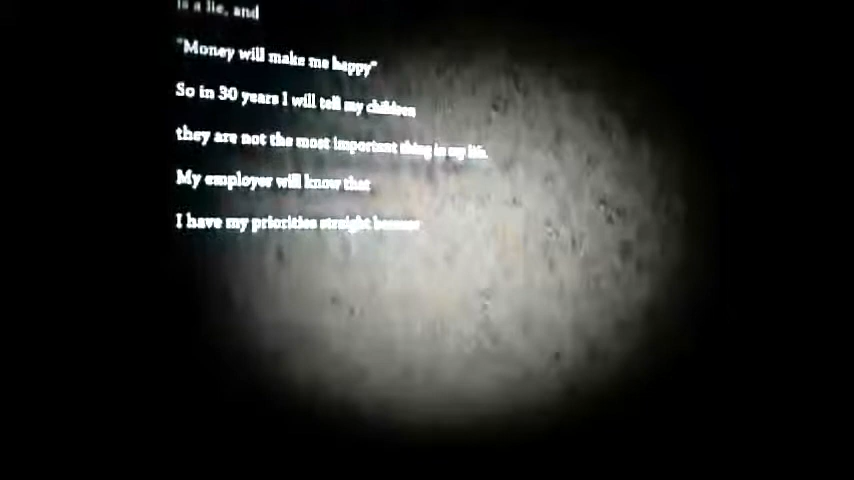 is a lie, and
"Money will make me happy"
So in 30 years I will tell my children
they are not the most important thing in my life.
My employer will know that
I have my priorities straight because